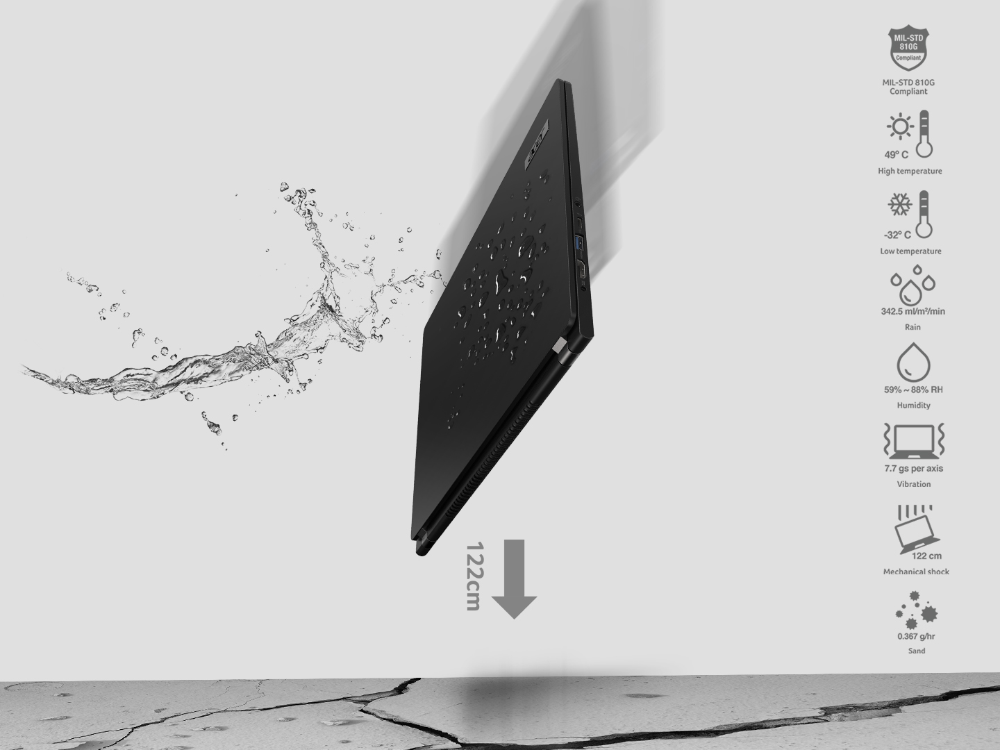 acer
122cm
MIL-STD
810G
Compliant
MIL-STD 810G
Compliant
49° C
High temperature
-32° C
Low temperature
342.5 ml/m²/min
Rain
59% ~ 88% RH
Humidity
7.7 gs per axis
Vibration
122 cm
Mechanical shock
0.367 g/hr
Sand